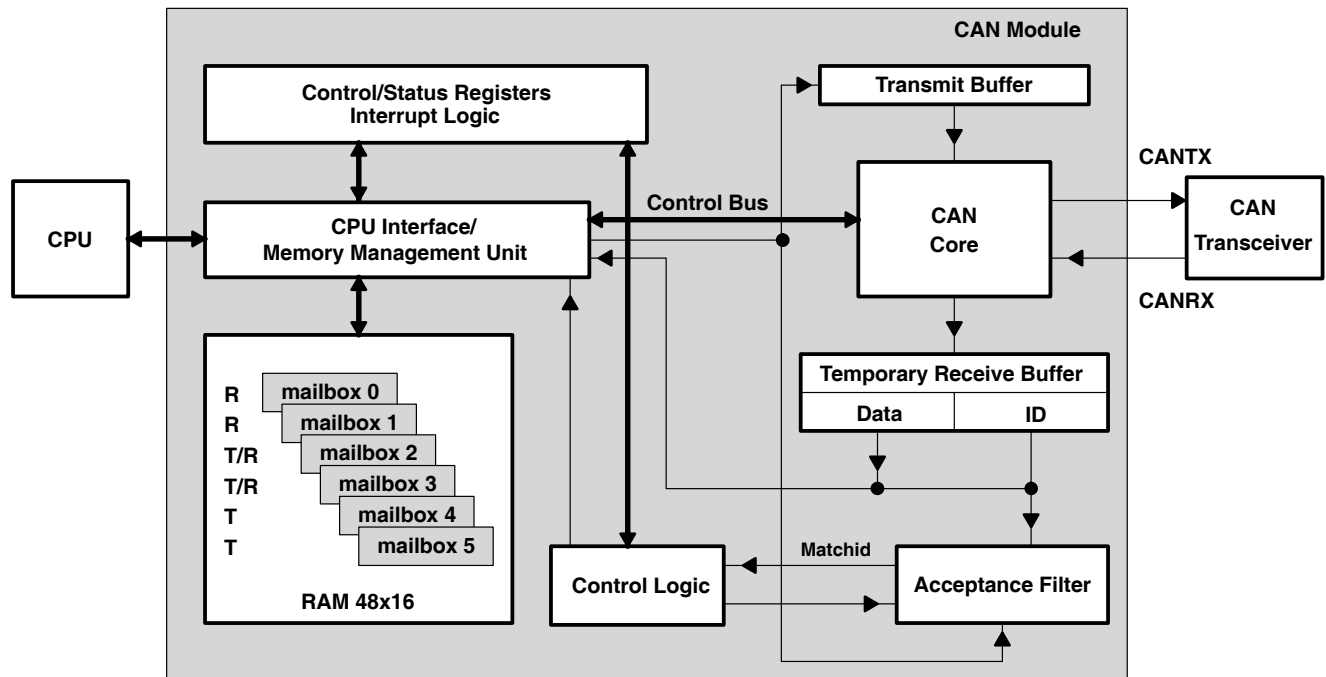 CAN Module
Control/Status Registers
Interrupt Logic
Transmit Buffer
CANTX
CPU
CPU Interface/
Memory Management Unit
Control Bus
CAN
Core
CAN
Transceiver
CANRX
Temporary Receive Buffer
Data
ID
R
mailbox 0
R
mailbox 1
T/R
mailbox 2
T/R
mailbox 3
T
mailbox 4
T
mailbox 5
RAM 48x16
Control Logic
Matchid
Acceptance Filter